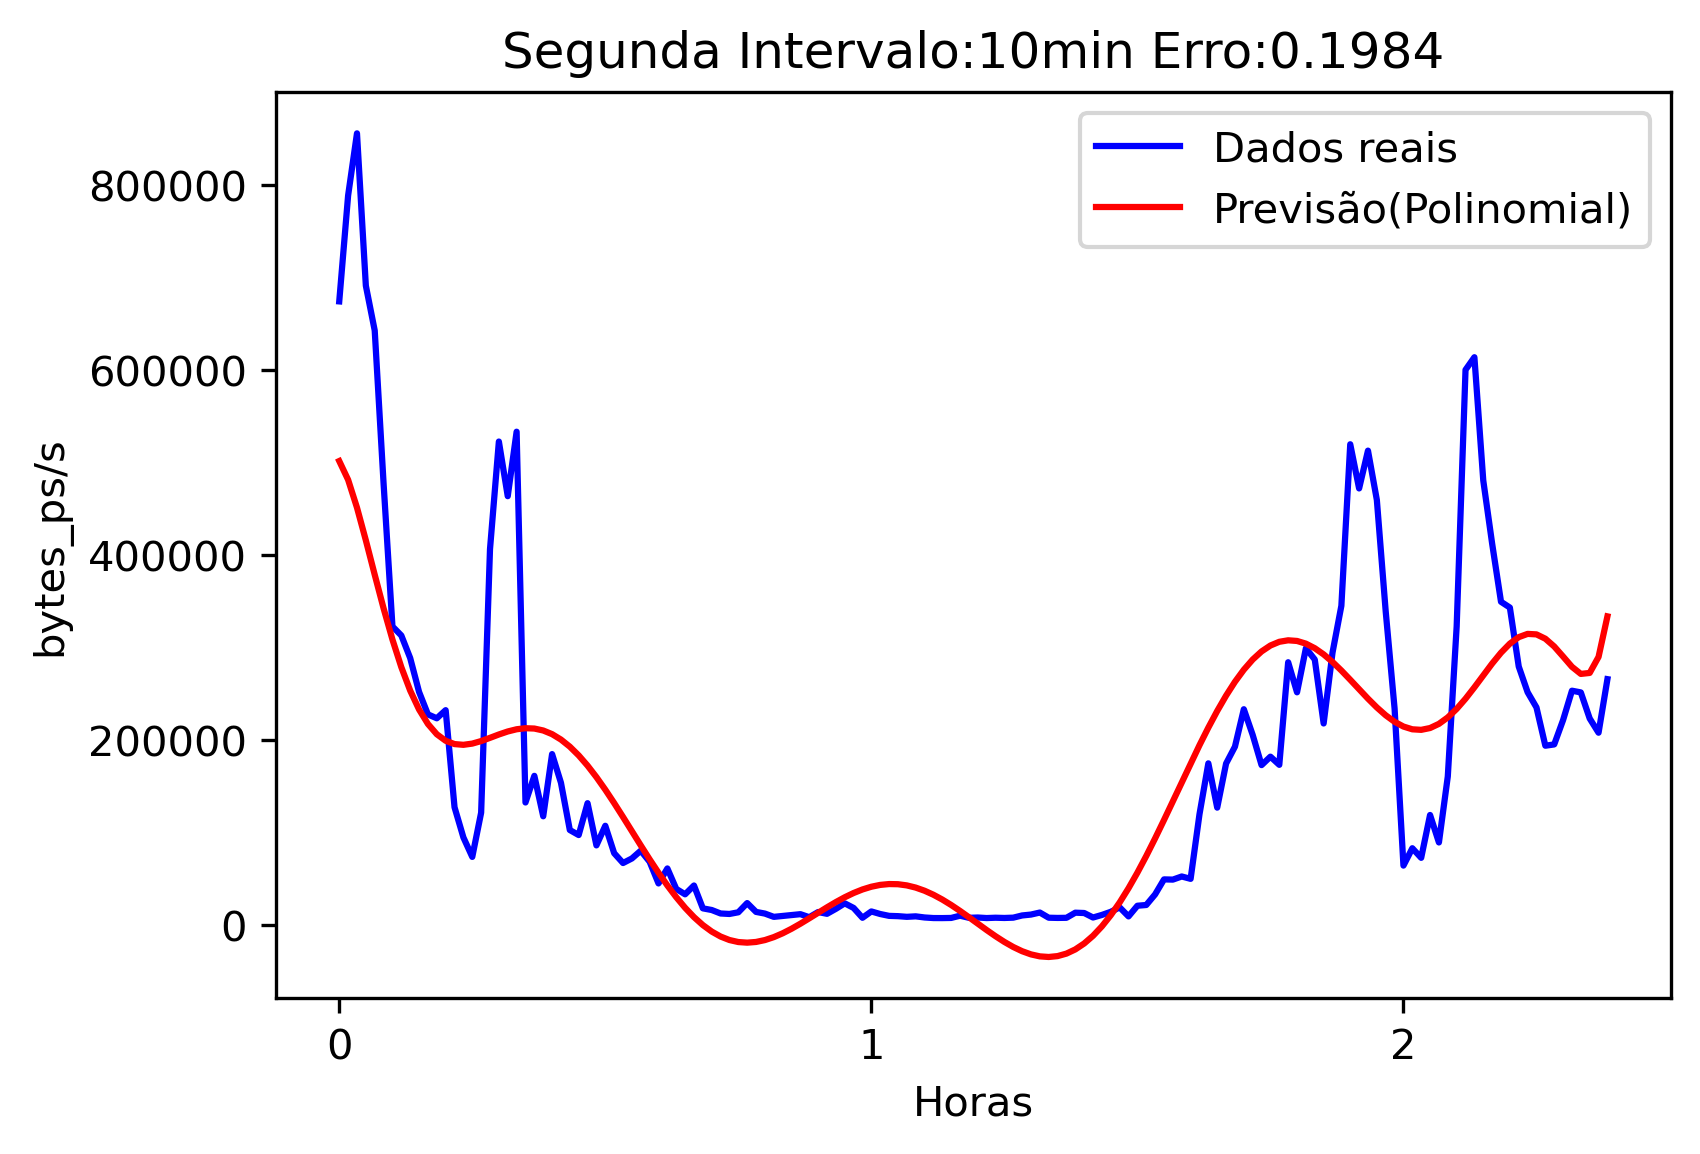 Segunda Intervalo:10min Erro:0.1984
Dados reais
Previsão(Polinomial)
800000
600000
400000
200000
0
bytes_ps/s
0 1 2
Horas